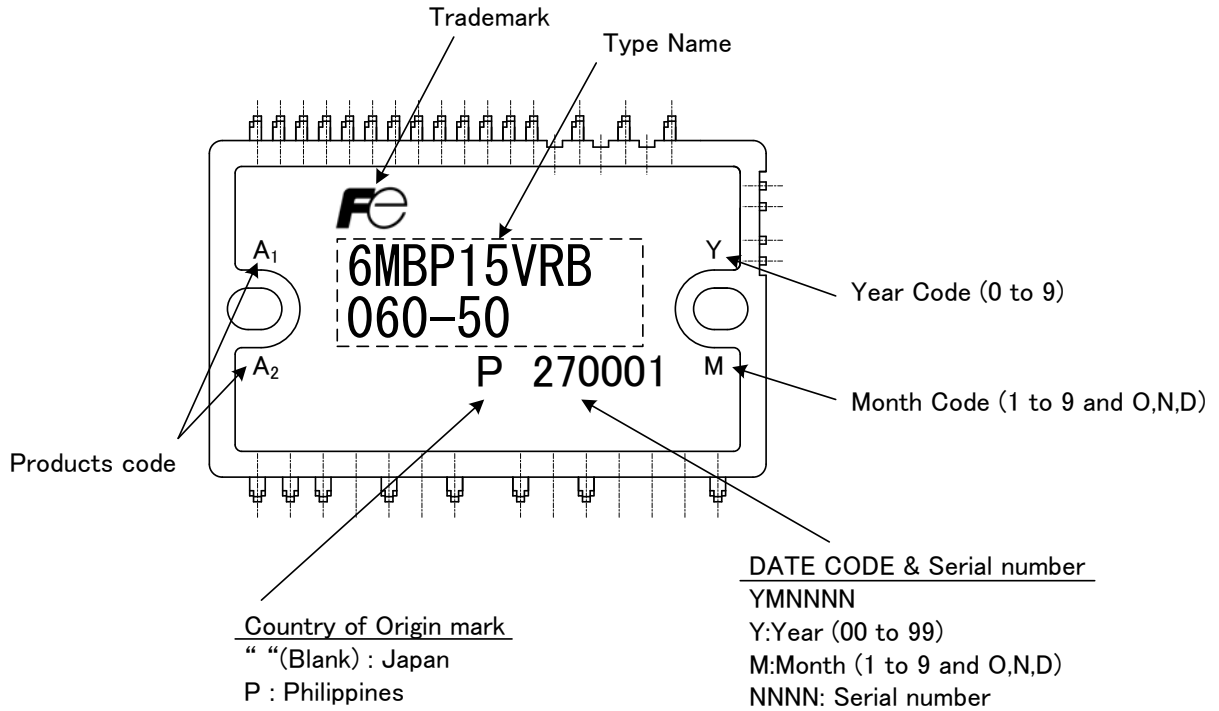 Trademark
Type Name
Fe
A₁
6MBP15VRB
060-50
Y
Year Code (0 to 9)
A₂
P 270001
M
Month Code (1 to 9 and O,N,D)
Products code
DATE CODE & Serial number
YMNNNN
Y:Year (00 to 99)
M:Month (1 to 9 and O,N,D)
NNNN: Serial number
Country of Origin mark
“ “(Blank) : Japan
P : Philippines